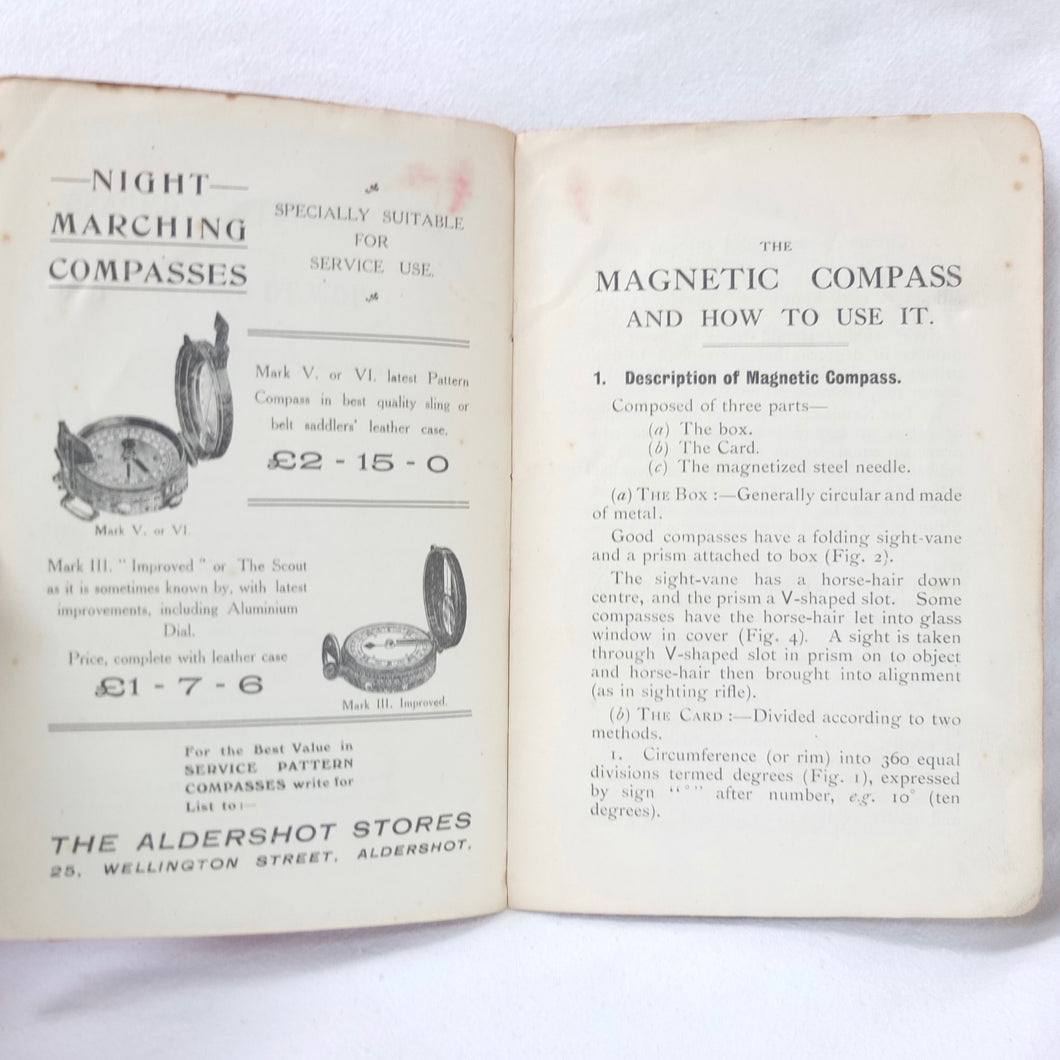 NIGHT
MARCHING
COMPASSES
SPECIALLY SUITABLE
FOR
SERVICE USE.
Mark V. or VI. latest Pattern
Compass in best quality sling or
belt saddlers' leather case.
£2 - 15 - 0
Mark V. or VI.
Mark III. "Improved" or The Scout
as it is sometimes known by, with latest
improvements, including Aluminium
Dial.
Price, complete with leather case
£1 - 7 - 6
Mark III. Improved.
For the Best Value in
SERVICE PATTERN
COMPASSES write for
List to:—
THE ALDERSHOT STORES
25, WELLINGTON STREET, ALDERSHOT.
THE
MAGNETIC COMPASS
AND HOW TO USE IT.
1. Description of Magnetic Compass.
Composed of three parts—
(a) The box.
(b) The Card.
(c) The magnetized steel needle.
(a) THE BOX :—Generally circular and made
of metal.
Good compasses have a folding sight-vane
and a prism attached to box (Fig. 2).
The sight-vane has a horse-hair down
centre, and the prism a V-shaped slot. Some
compasses have the horse-hair let into glass
window in cover (Fig. 4). A sight is taken
through V-shaped slot in prism on to object
and horse-hair then brought into alignment
(as in sighting rifle).
(b) THE CARD :—Divided according to two
methods.
1. Circumference (or rim) into 360 equal
divisions termed degrees (Fig. 1), expressed
by sign "°" after number, e.g. 10° (ten
degrees).